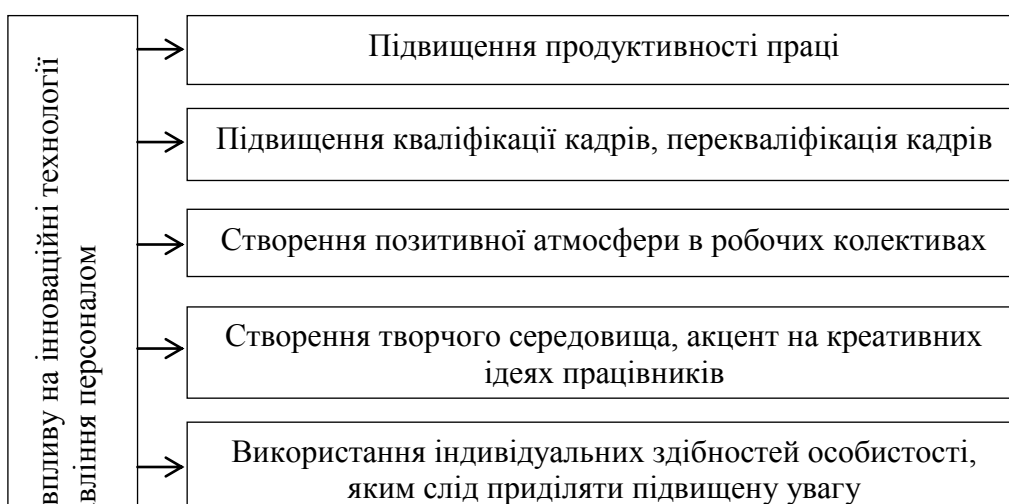 впливу на інноваційні технології
персоналом
Підвищення продуктивності праці
Підвищення кваліфікації кадрів, перекваліфікація кадрів
Створення позитивної атмосфери в робочих колективах
Створення творчого середовища, акцент на креативних
ідеях працівників
Використання індивідуальних здібностей особистості,
яким слід приділяти підвищену увагу